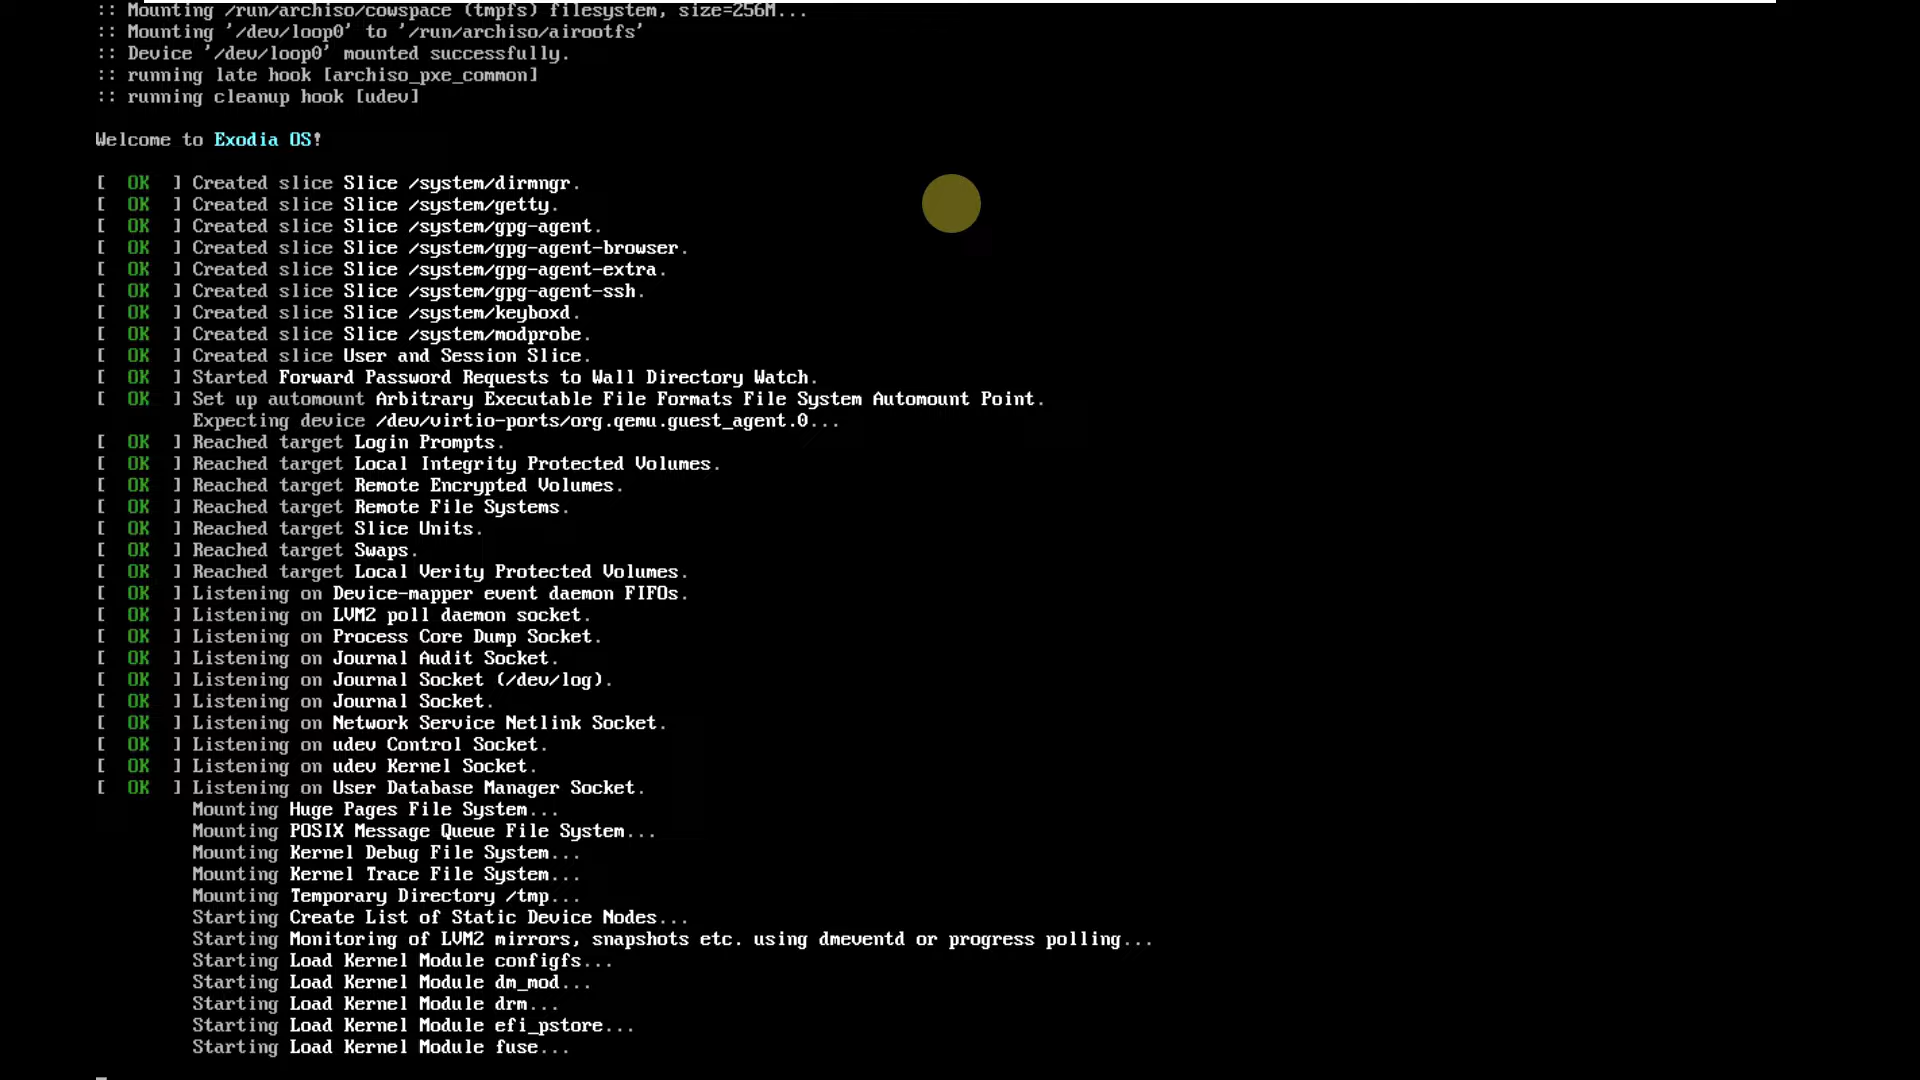 :: Mounting /run/archiso/cowspace (tmpfs) filesystem, size=256M...
:: Mounting '/dev/loop0' to '/run/archiso/airootfs'
:: Device '/dev/loop0' mounted successfully.
:: running late hook [archiso_pxe_common]
:: running cleanup hook [udev]
Welcome to Exodia OS!
[ OK ] Created slice Slice /system/dirmngr.
[ OK ] Created slice Slice /system/getty.
[ OK ] Created slice Slice /system/gpg-agent.
[ OK ] Created slice Slice /system/gpg-agent-browser.
[ OK ] Created slice Slice /system/gpg-agent-extra.
[ OK ] Created slice Slice /system/gpg-agent-ssh.
[ OK ] Created slice Slice /system/keyboxd.
[ OK ] Created slice Slice /system/modprobe.
[ OK ] Created slice User and Session Slice.
[ OK ] Started Forward Password Requests to Wall Directory Watch.
[ OK ] Set up automount Arbitrary Executable File Formats File System Automount Point.
Expecting device /dev/virtio-ports/org.qemu.guest_agent.0...
[ OK ] Reached target Login Prompts.
[ OK ] Reached target Local Integrity Protected Volumes.
[ OK ] Reached target Remote Encrypted Volumes.
[ OK ] Reached target Remote File Systems.
[ OK ] Reached target Slice Units.
[ OK ] Reached target Swaps.
[ OK ] Reached target Local Verity Protected Volumes.
[ OK ] Listening on Device-mapper event daemon FIFOs.
[ OK ] Listening on LVM2 poll daemon socket.
[ OK ] Listening on Process Core Dump Socket.
[ OK ] Listening on Journal Audit Socket.
[ OK ] Listening on Journal Socket (/dev/log).
[ OK ] Listening on Journal Socket.
[ OK ] Listening on Network Service Netlink Socket.
[ OK ] Listening on udev Control Socket.
[ OK ] Listening on udev Kernel Socket.
[ OK ] Listening on User Database Manager Socket.
Mounting Huge Pages File System...
Mounting POSIX Message Queue File System...
Mounting Kernel Debug File System...
Mounting Kernel Trace File System...
Mounting Temporary Directory /tmp...
Starting Create List of Static Device Nodes...
Starting Monitoring of LVM2 mirrors, snapshots etc. using dmeventd or progress polling...
Starting Load Kernel Module configfs...
Starting Load Kernel Module dm_mod...
Starting Load Kernel Module drm...
Starting Load Kernel Module efi_pstore...
Starting Load Kernel Module fuse...